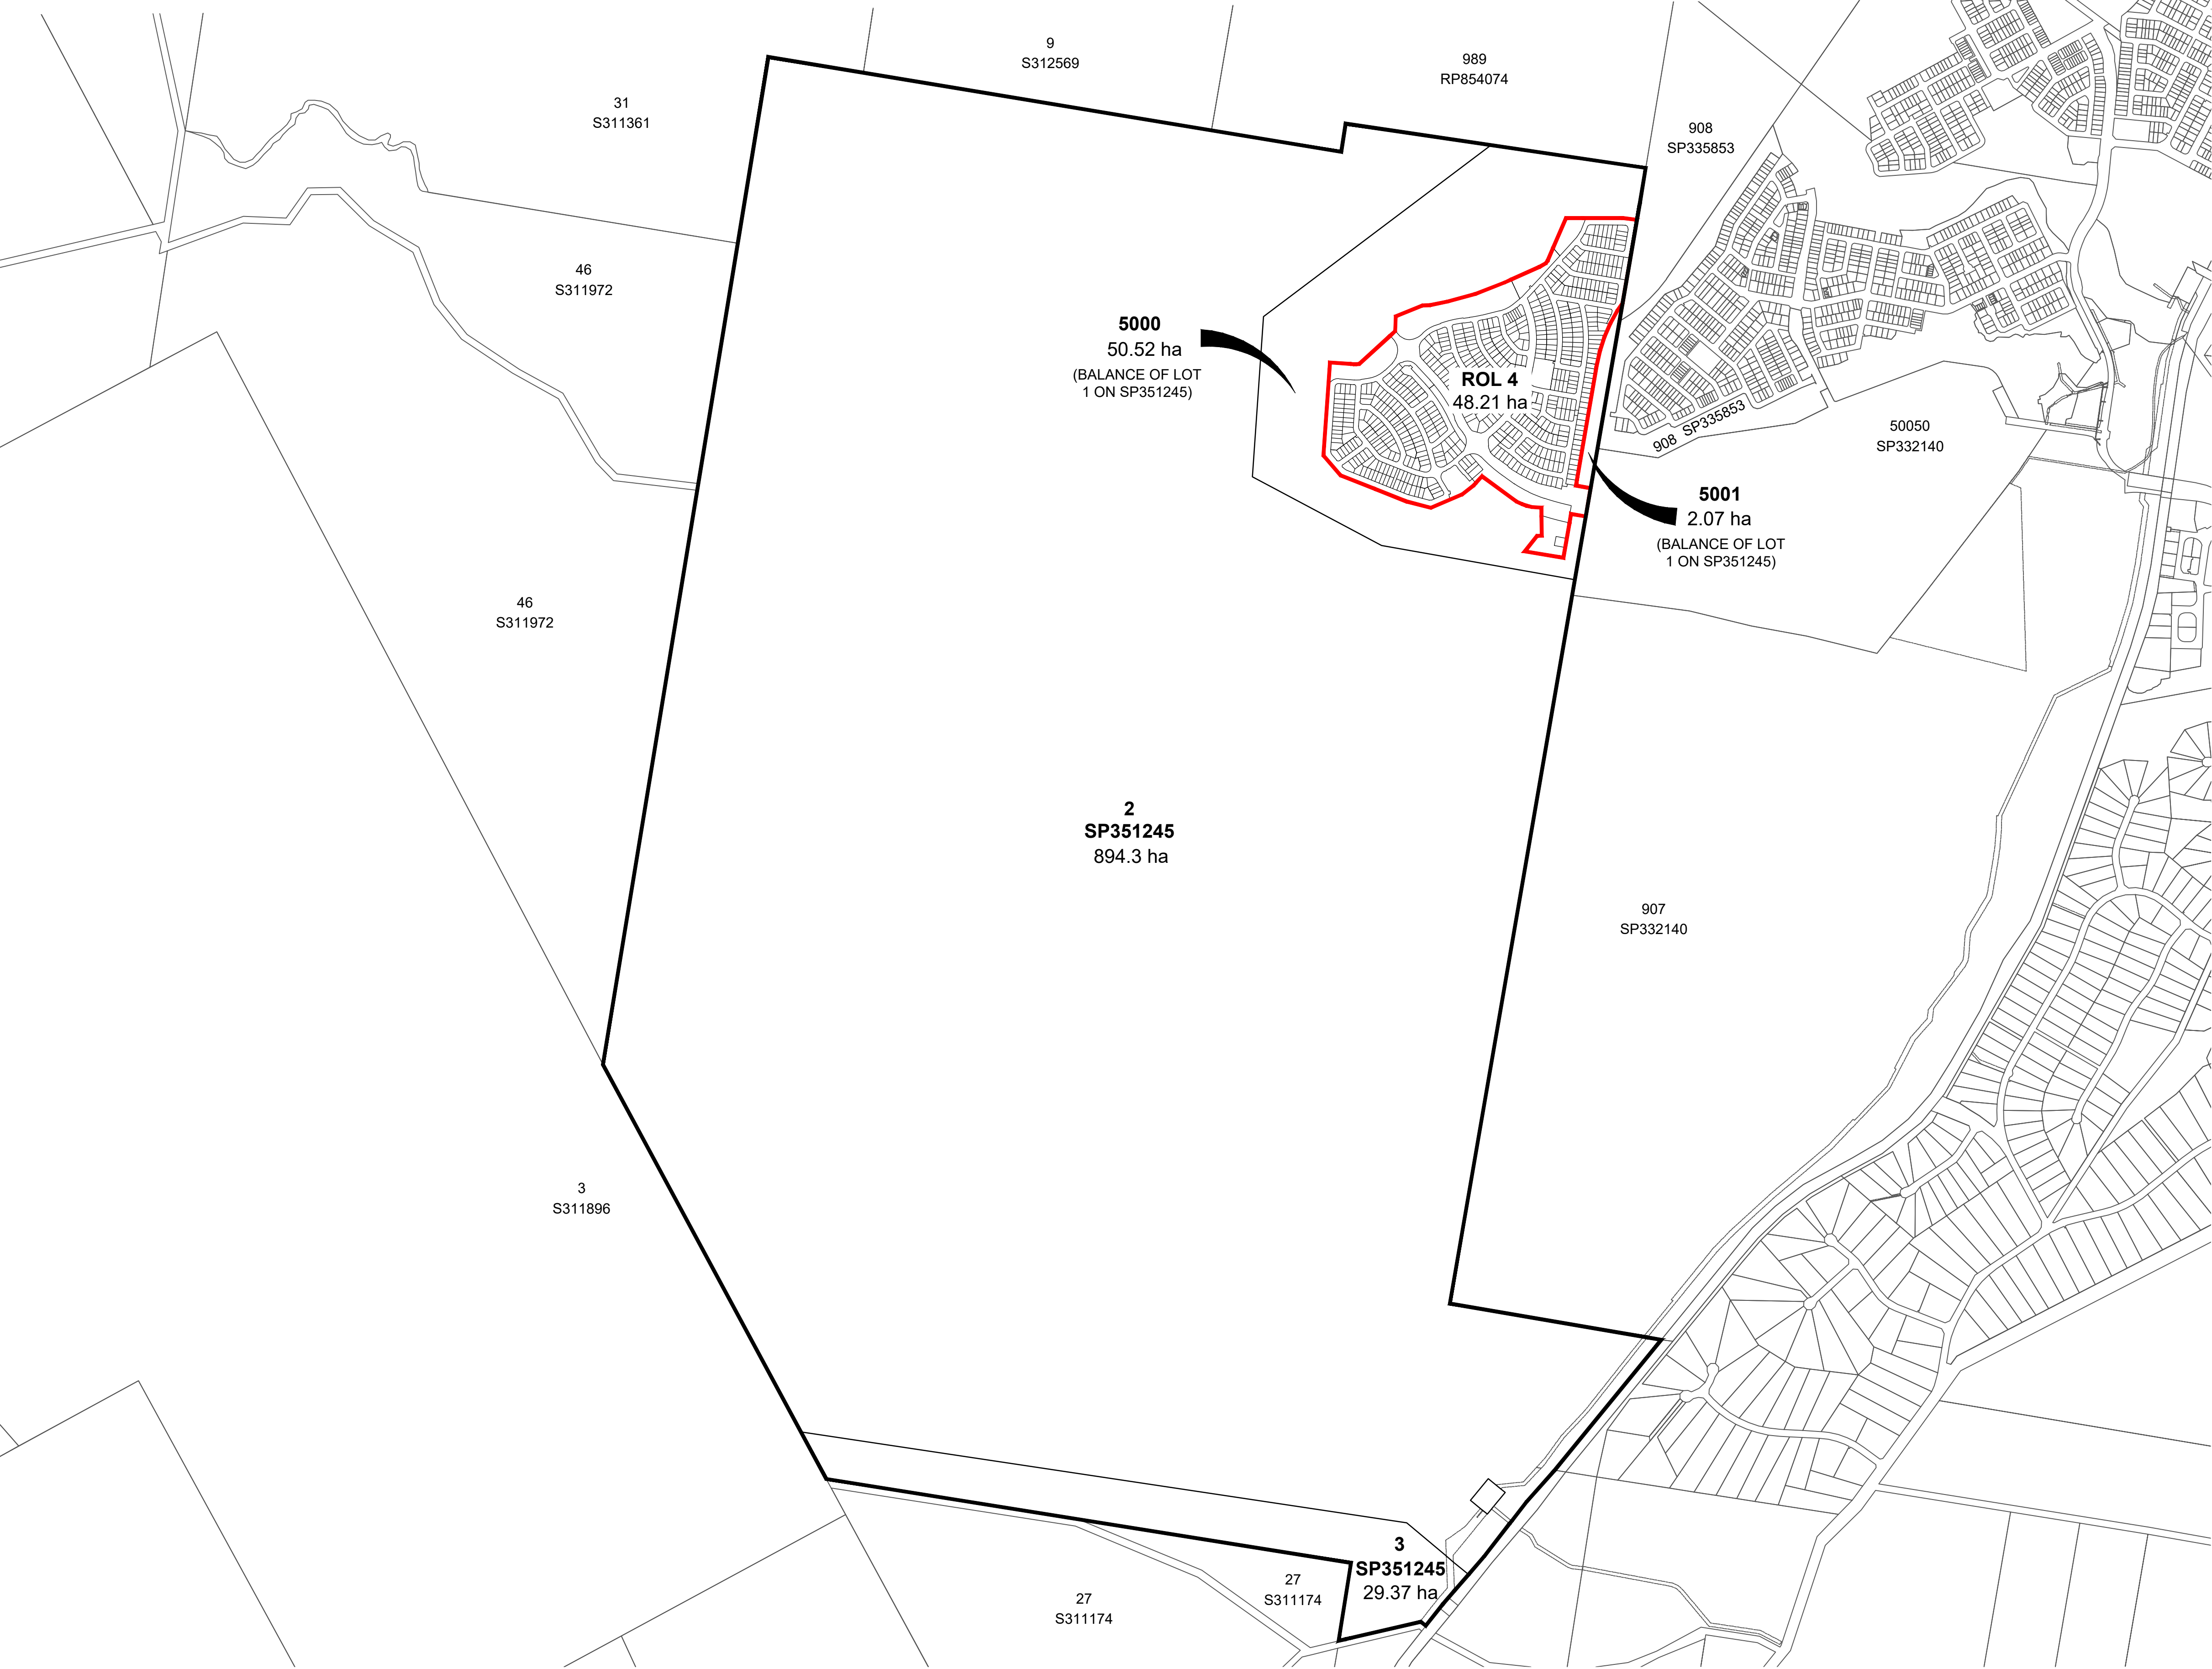 9
S312569
989
RP854074
31
S311361
908
SP335853
46
S311972
5000
50.52 ha
(BALANCE OF LOT
1 ON SP351245)
ROL 4
48.21 ha
908 SP335853
50050
SP332140
5001
2.07 ha
(BALANCE OF LOT
1 ON SP351245)
46
S311972
2
SP351245
894.3 ha
907
SP332140
3
S311896
3
SP351245
29.37 ha
27
S311174
27
S311174